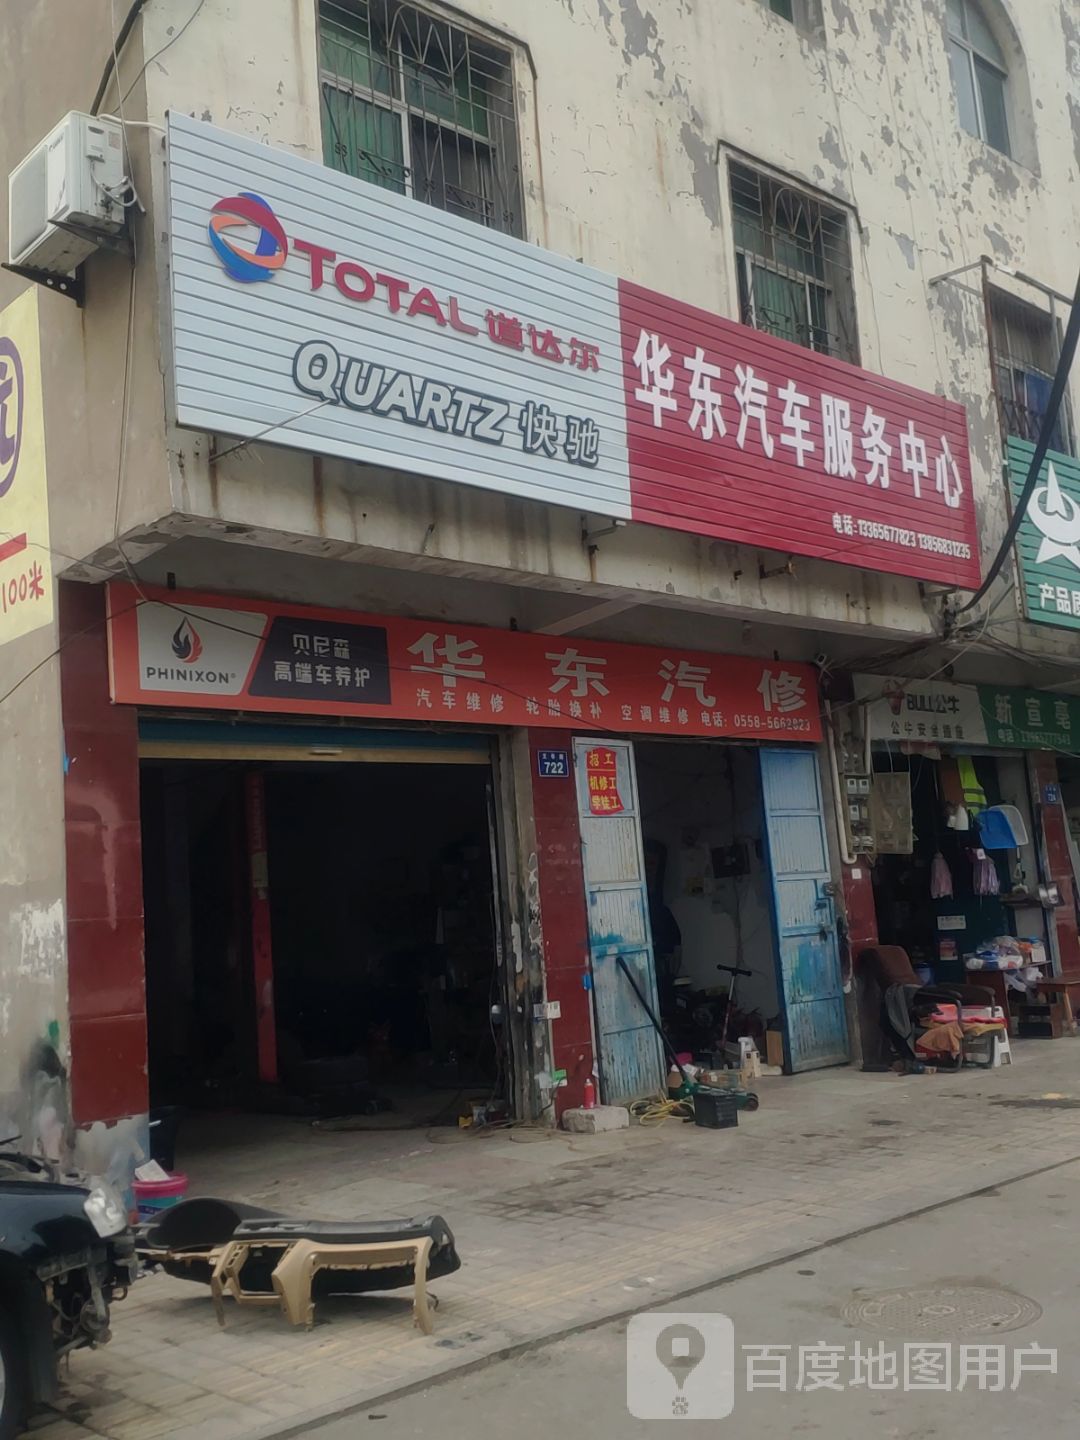 TOTAL 道达尔
QUARTZ 快驰
华东汽车服务中心
电话:13365677823 13856831235
100米
PHINIXON®
贝尼森
高端车养护
华东汽修
汽车维修 轮胎换补 空调维修 电话: 0558-5662823
722
招工
机修工
学徒工
BULL公牛
公牛安全插座
新宜亳
产品
百度地图用户